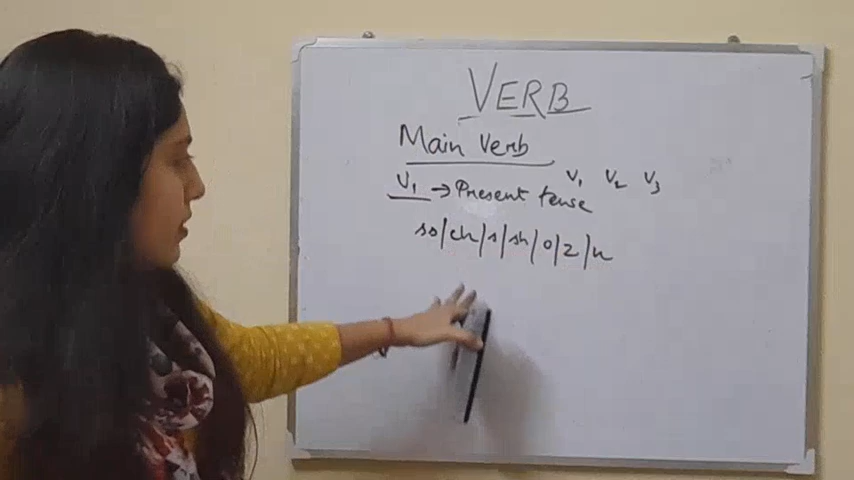 VERB
Main Verb
V₁ V₂ V₃
V₁ → Present tense
ss/ch/s/sh/o/z/x